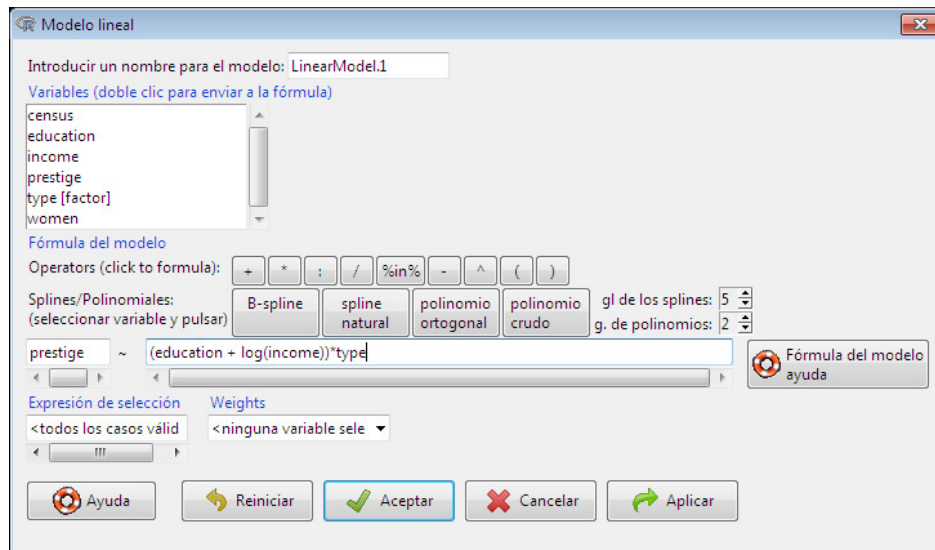 Modelo lineal
Introducir un nombre para el modelo: LinearModel.1
Variables (doble clic para enviar a la fórmula)
census
education
income
prestige
type [factor]
women
Fórmula del modelo
Operators (click to formula): + * : / %in% - ^ ( )
Splines/Polinomiales:
(seleccionar variable y pulsar)
B-spline
spline
natural
polinomio
ortogonal
polinomio
crudo
gl de los splines: 5
g. de polinomios: 2
prestige ~ (education + log(income))*type
Fórmula del modelo
ayuda
Expresión de selección Weights
<todos los casos válid <ninguna variable sele
Ayuda Reiniciar Aceptar Cancelar Aplicar